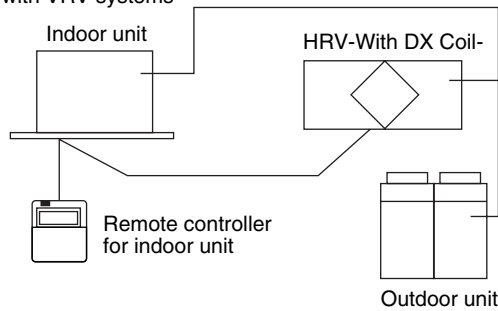 with VRV systems
Indoor unit
HRV-With DX Coil-
Remote controller
for indoor unit
Outdoor unit